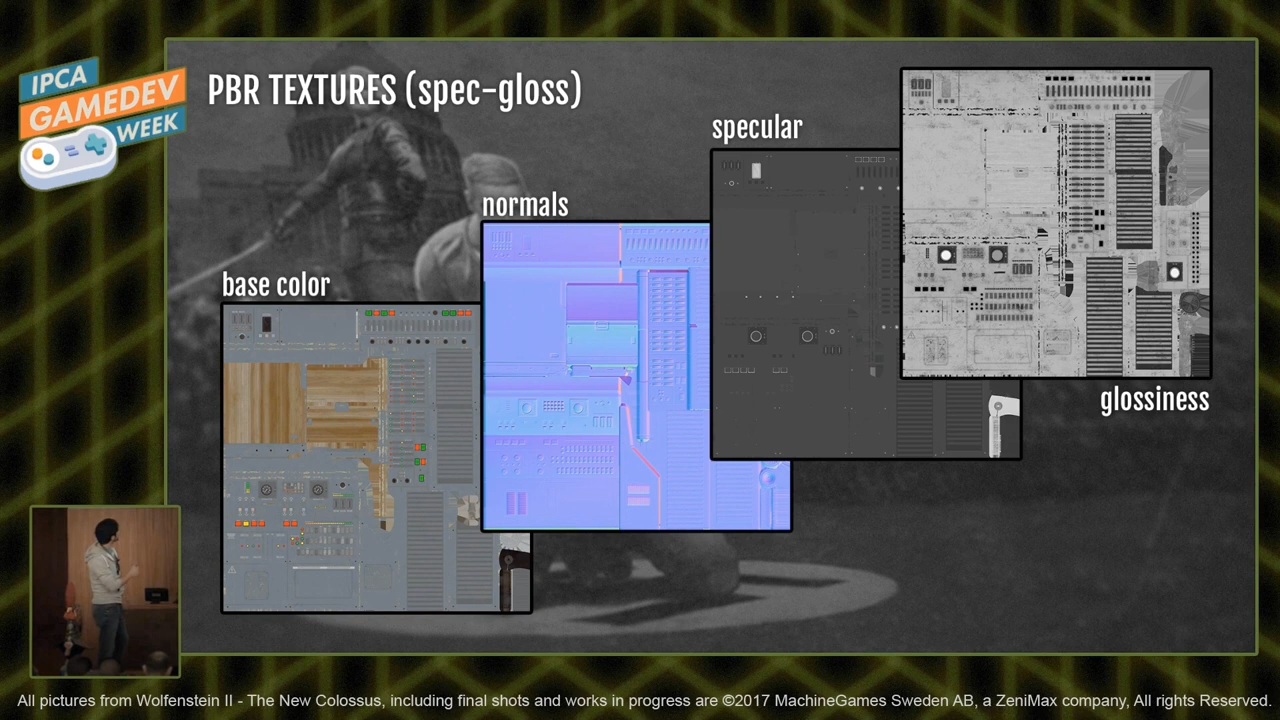 IPCA
GAMEDEV
WEEK
PBR TEXTURES (spec-gloss)
specular
normals
base color
glossiness
All pictures from Wolfenstein II - The New Colossus, including final shots and works in progress are ©2017 MachineGames Sweden AB, a ZeniMax company, All rights Reserved.